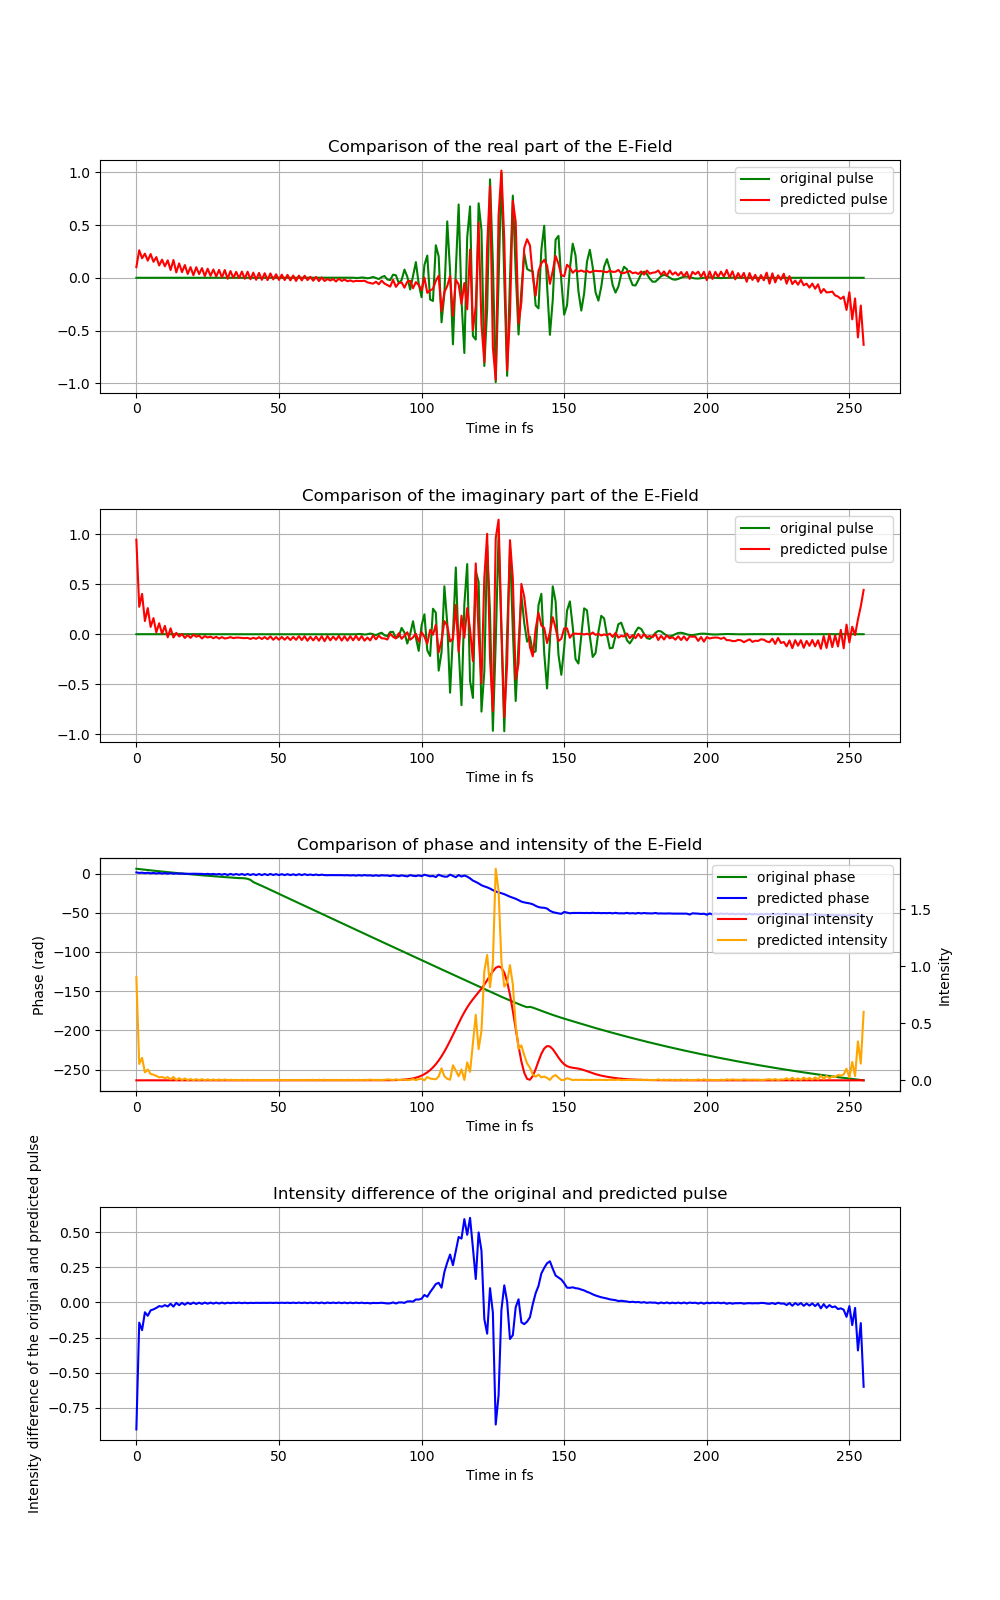 Comparison of the real part of the E-Field
1.0
0.5
0.0
−0.5
−1.0
original pulse
predicted pulse
0 50 100 150 200 250
Time in fs
Comparison of the imaginary part of the E-Field
1.0
0.5
0.0
−0.5
−1.0
original pulse
predicted pulse
0 50 100 150 200 250
Time in fs
Comparison of phase and intensity of the E-Field
Phase (rad)
0
−50
−100
−150
−200
−250
original phase
predicted phase
original intensity
predicted intensity
1.5
1.0
0.5
0.0
Intensity
0 50 100 150 200 250
Time in fs
Intensity difference of the original and predicted pulse
Intensity difference of the original and predicted pulse
0.50
0.25
0.00
−0.25
−0.50
−0.75
0 50 100 150 200 250
Time in fs